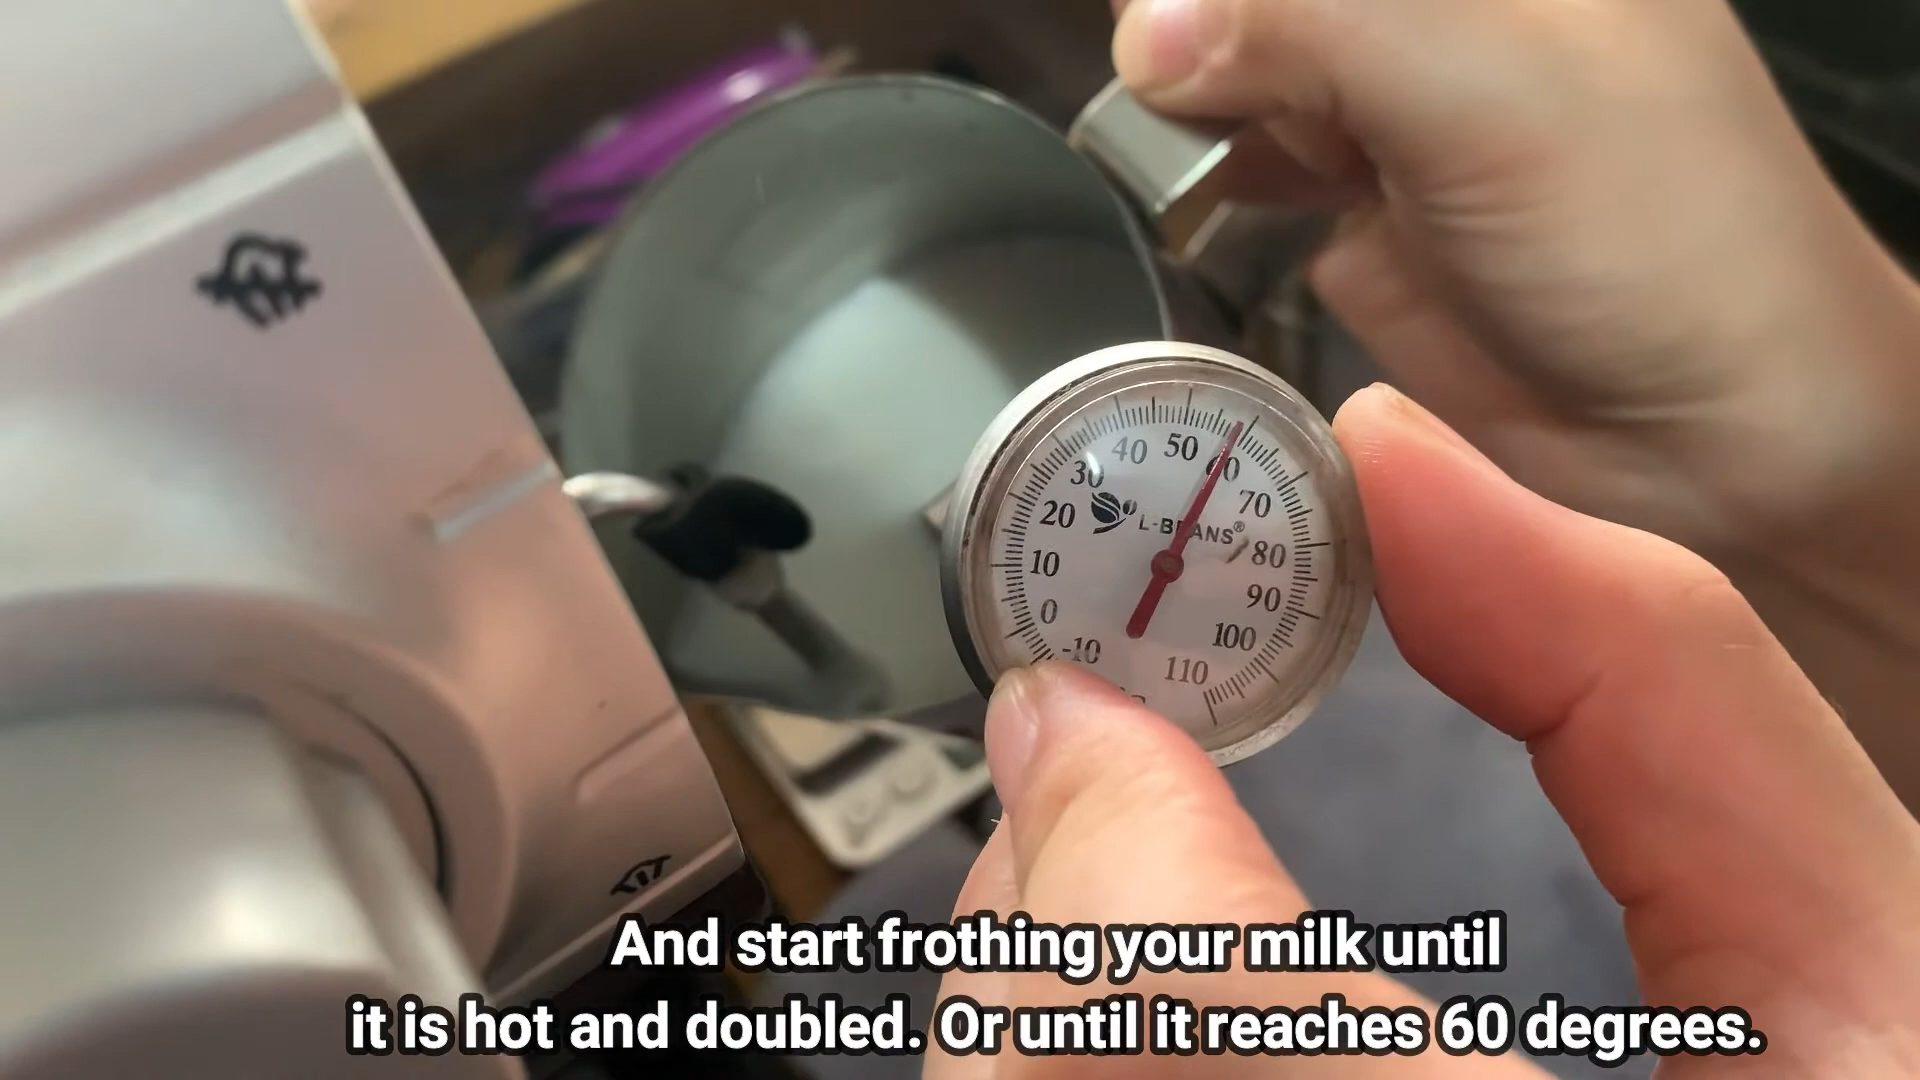 40 50 60
30 70
20 L-BEANS®
80
10
90
0
100
-10
110
And start frothing your milk until
it is hot and doubled. Or until it reaches 60 degrees.